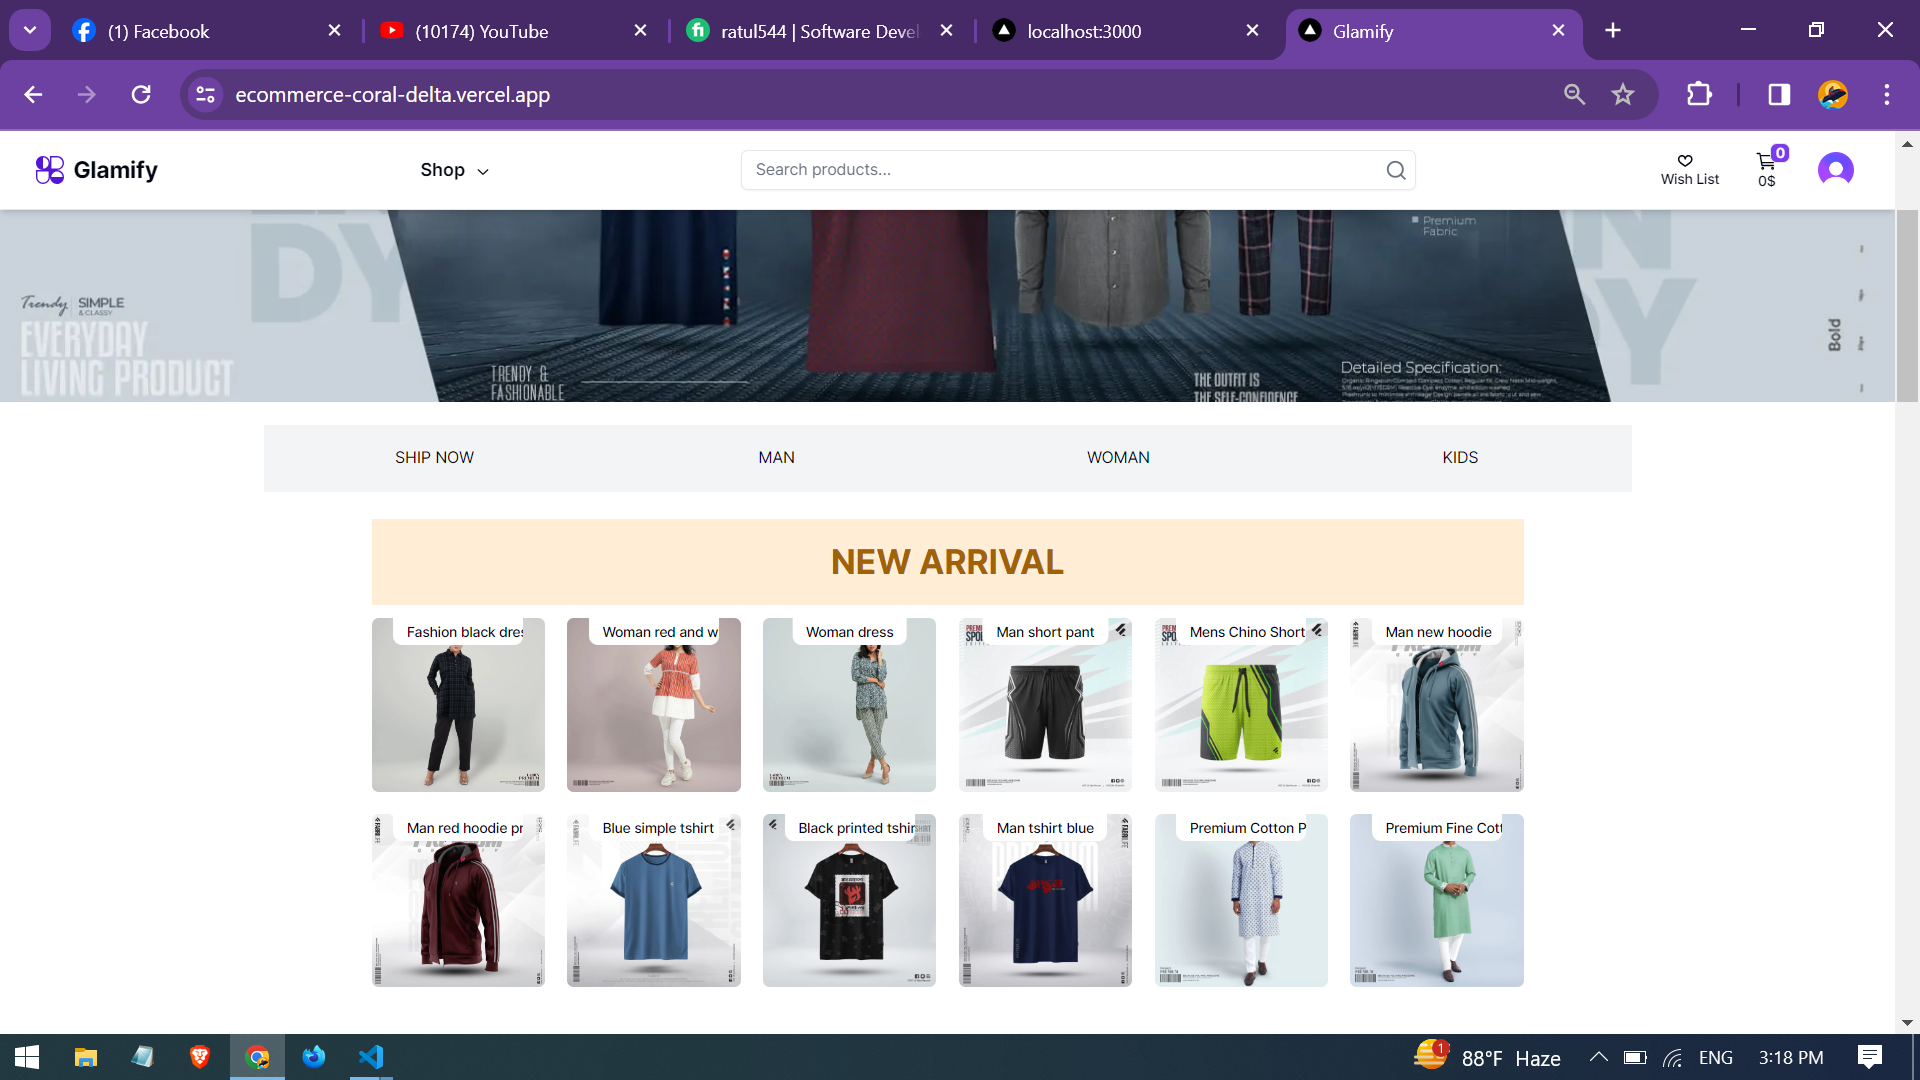 (1) Facebook
(10174) YouTube
ratul544 | Software Devel
localhost:3000
Glamify
ecommerce-coral-delta.vercel.app
Glamify
Shop
Search products...
Wish List
0
0$
Premium
Fabric
Trendy
SIMPLE
& CLASSY
EVERYDAY
LIVING PRODUCT
TRENDY &
FASHIONABLE
THE OUTFIT IS
THE SELF-CONFIDENCE
Detailed Specification:
Bold
SHIP NOW
MAN
WOMAN
KIDS
NEW ARRIVAL
Fashion black dres
Woman red and w
Woman dress
Man short pant
Mens Chino Short
Man new hoodie
Man red hoodie pr
Blue simple tshirt
Black printed tshir
Man tshirt blue
Premium Cotton P
Premium Fine Cott
1
88°F Haze
ENG
3:18 PM